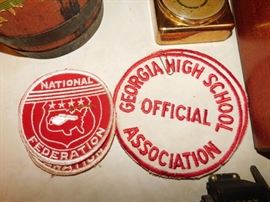 NATIONAL
FEDERATION
GEORGIA HIGH SCHOOL
OFFICIAL
ASSOCIATION